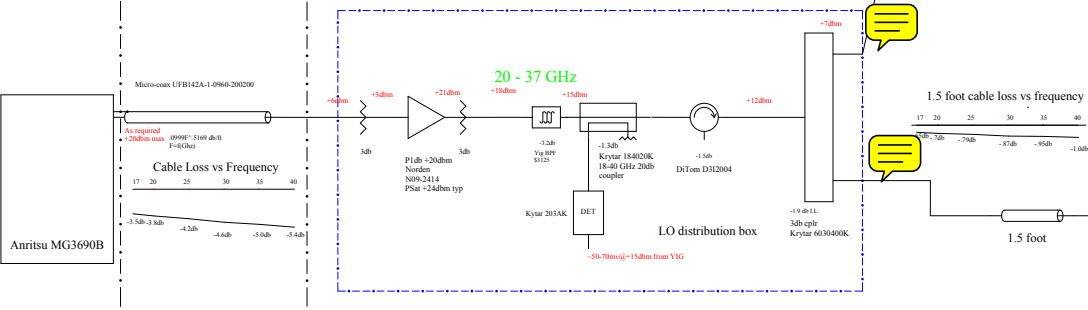 +7dbm
20 - 37 GHz
Micro-coax UFB142A-1-0960-200200
+6dbm
+3dbm
+21dbm
+18dbm
+15dbm
+12dbm
1.5 foot cable loss vs frequency
17 20 25 30 35 40
-.7db
-.79db
-.87db
-.95db
-1.0db
As required
+20dbm max
.0999F^.5169 db/ft
F=f(Ghz)
3db
3db
-3.2db
Yig BPF
$3125
-1.3db
Krytar 184020K
18-40 GHz 20db
coupler
-1.5db
DiTom D3I2004
P1db +20dbm
Norden
N09-2414
PSat +24dbm typ
Cable Loss vs Frequency
17 20 25 30 35 40
-3.5db
-3.8db
-4.2db
-4.6db
-5.0db
-5.4db
Anritsu MG3690B
Kytar 203AK
DET
LO distribution box
-1.9 db I.L.
3db cplr
Krytar 6030400K
1.5 foot
~50-70mv@+15dbm from YIG